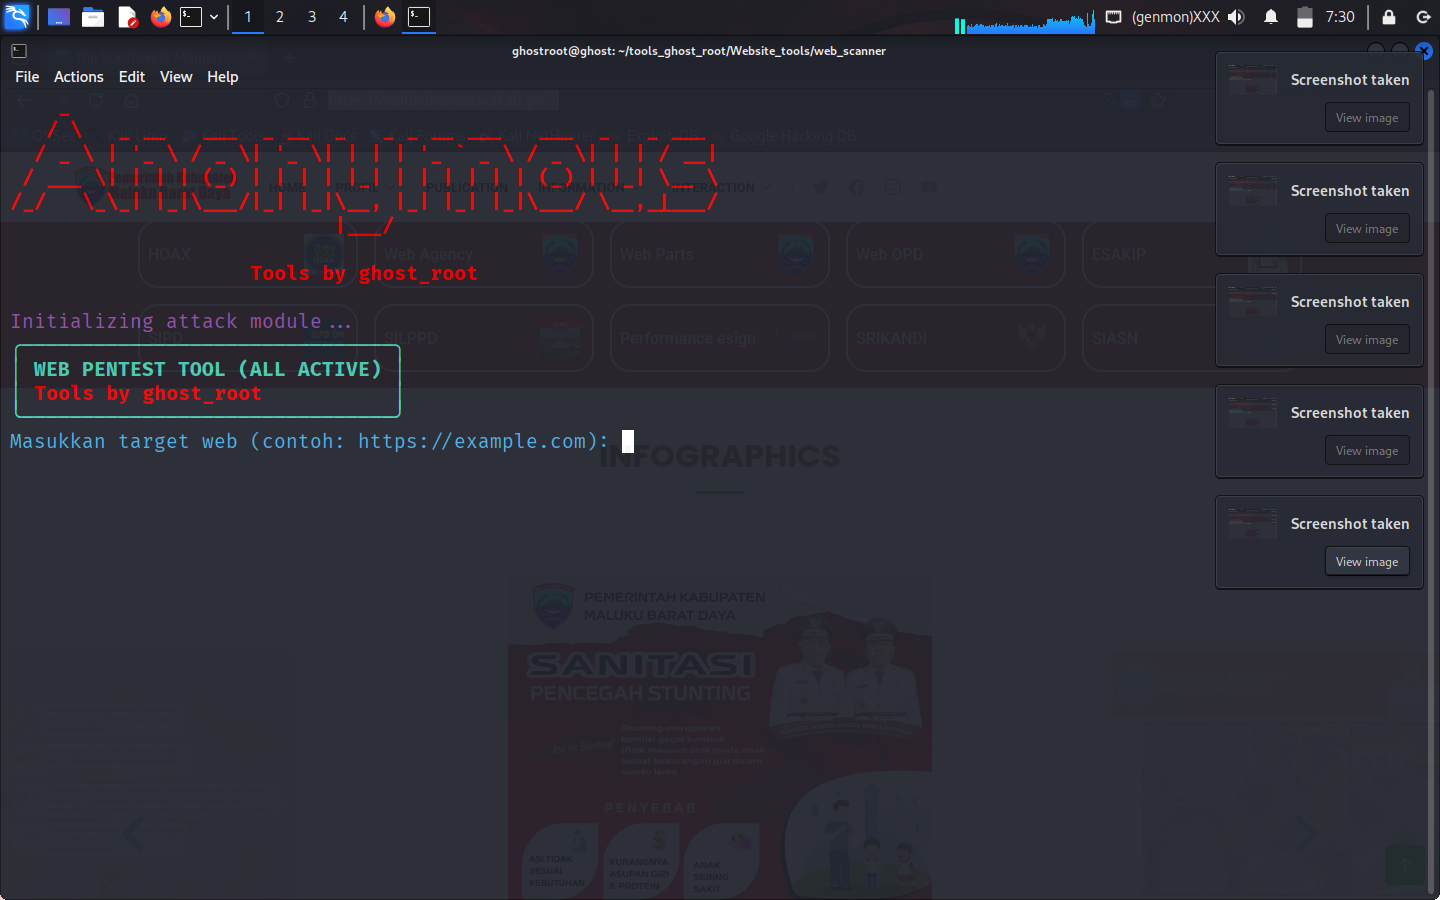 1 2 3 4
(genmon)XXX
7:30
ghostroot@ghost: ~/tools_ghost_root/Website_tools/web_scanner
File Actions Edit View Help
Anonymous
Tools by ghost_root
Initializing attack module...
WEB PENTEST TOOL (ALL ACTIVE)
Tools by ghost_root
Masukkan target web (contoh: https://example.com):
Screenshot taken
View image
Screenshot taken
View image
Screenshot taken
View image
Screenshot taken
View image
Screenshot taken
View image
Google Hacking DB
HOME
PUBLICATION
HOAX
Web Agency
Web Parts
Web OPD
ESAKIP
SIPD
Performance esign
SRIKANDI
SIASN
INFOGRAPHICS
PEMERINTAH KABUPATEN
MALUKU BARAT DAYA
SANITASI
PENCEGAH STUNTING
PENYEBAB
ASI TIDAK
SESUAI
KEBUTUHAN
KURANGNYA
ASUPAN GIZI
& PROTEIN
ANAK
SERING
SAKIT